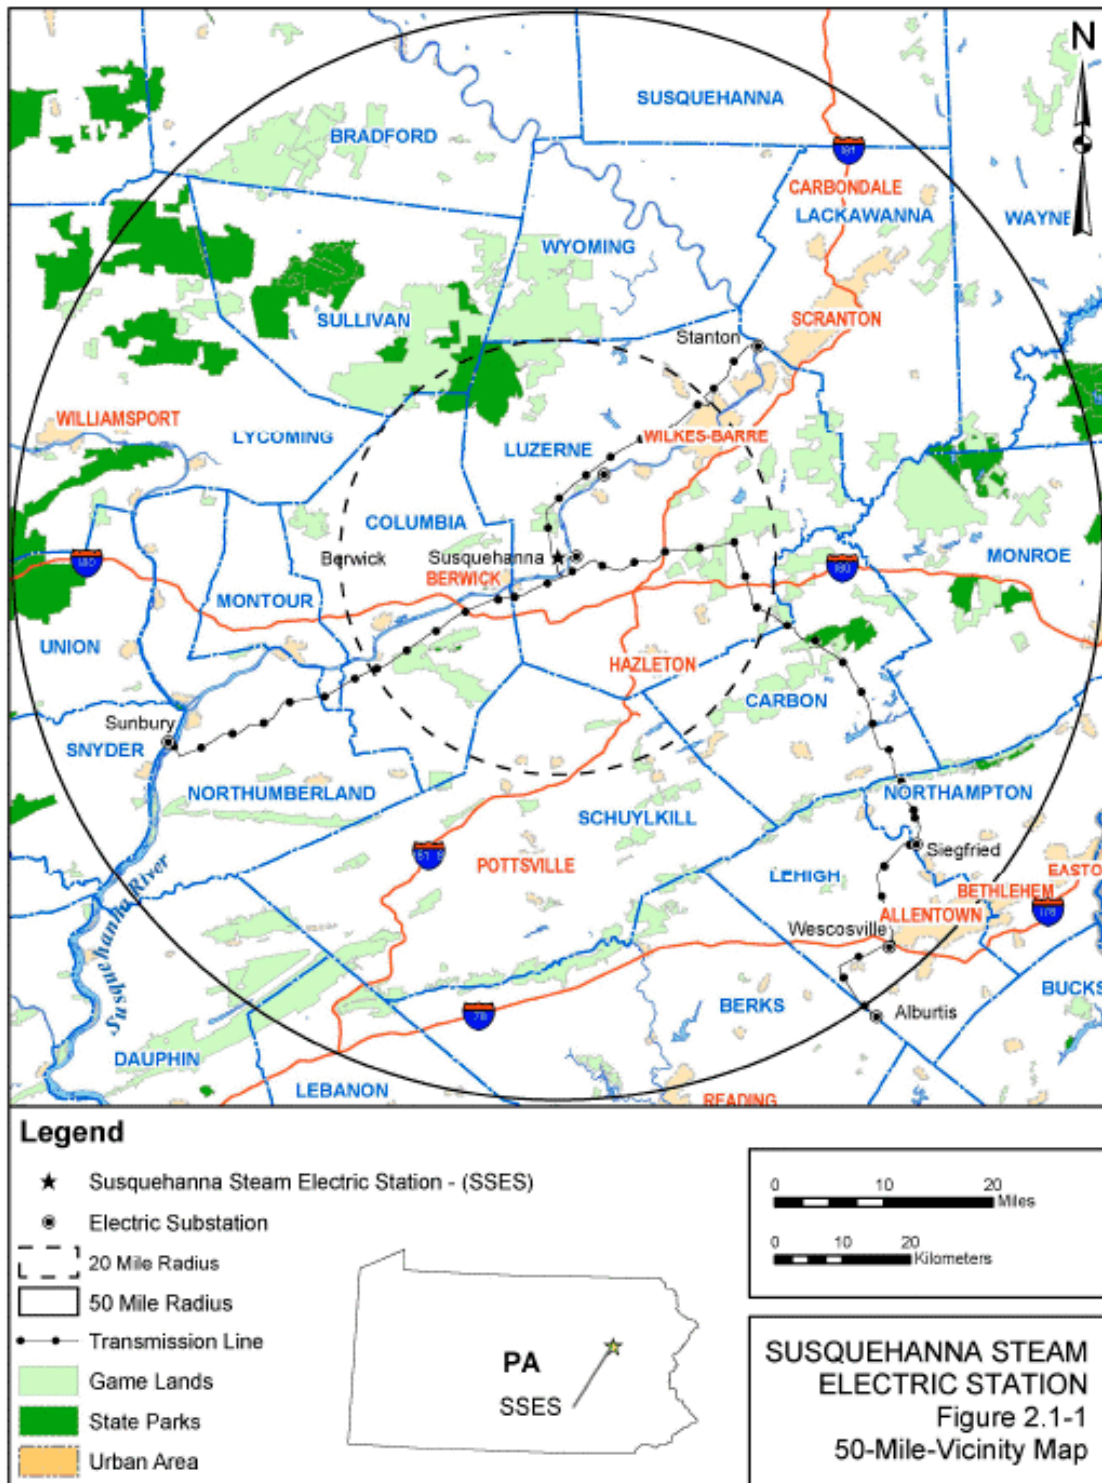 N
SUSQUEHANNA
BRADFORD
CARBONDALE
LACKAWANNA
WAYNE
WYOMING
SULLIVAN
Stanton
SCRANTON
WILLIAMSPORT
LYCOMING
LUZERNE
WILKES-BARRE
COLUMBIA
Berwick
Susquehanna
BERWICK
180
MONROE
MONTOUR
UNION
HAZLETON
CARBON
Sunbury
SNYDER
NORTHUMBERLAND
NORTHAMPTON
SCHUYLKILL
Siegfried
POTTSVILLE
LEHIGH
EASTO
BETHLEHEM
ALLENTOWN
Wescosville
Susquehanna River
BERKS
BUCKS
Alburtis
DAUPHIN
LEBANON
READING
Legend
Susquehanna Steam Electric Station - (SSES)
Electric Substation
20 Mile Radius
50 Mile Radius
Transmission Line
Game Lands
State Parks
Urban Area
PA
SSES
0 10 20
Miles
0 10 20
Kilometers
SUSQUEHANNA STEAM
ELECTRIC STATION
Figure 2.1-1
50-Mile-Vicinity Map